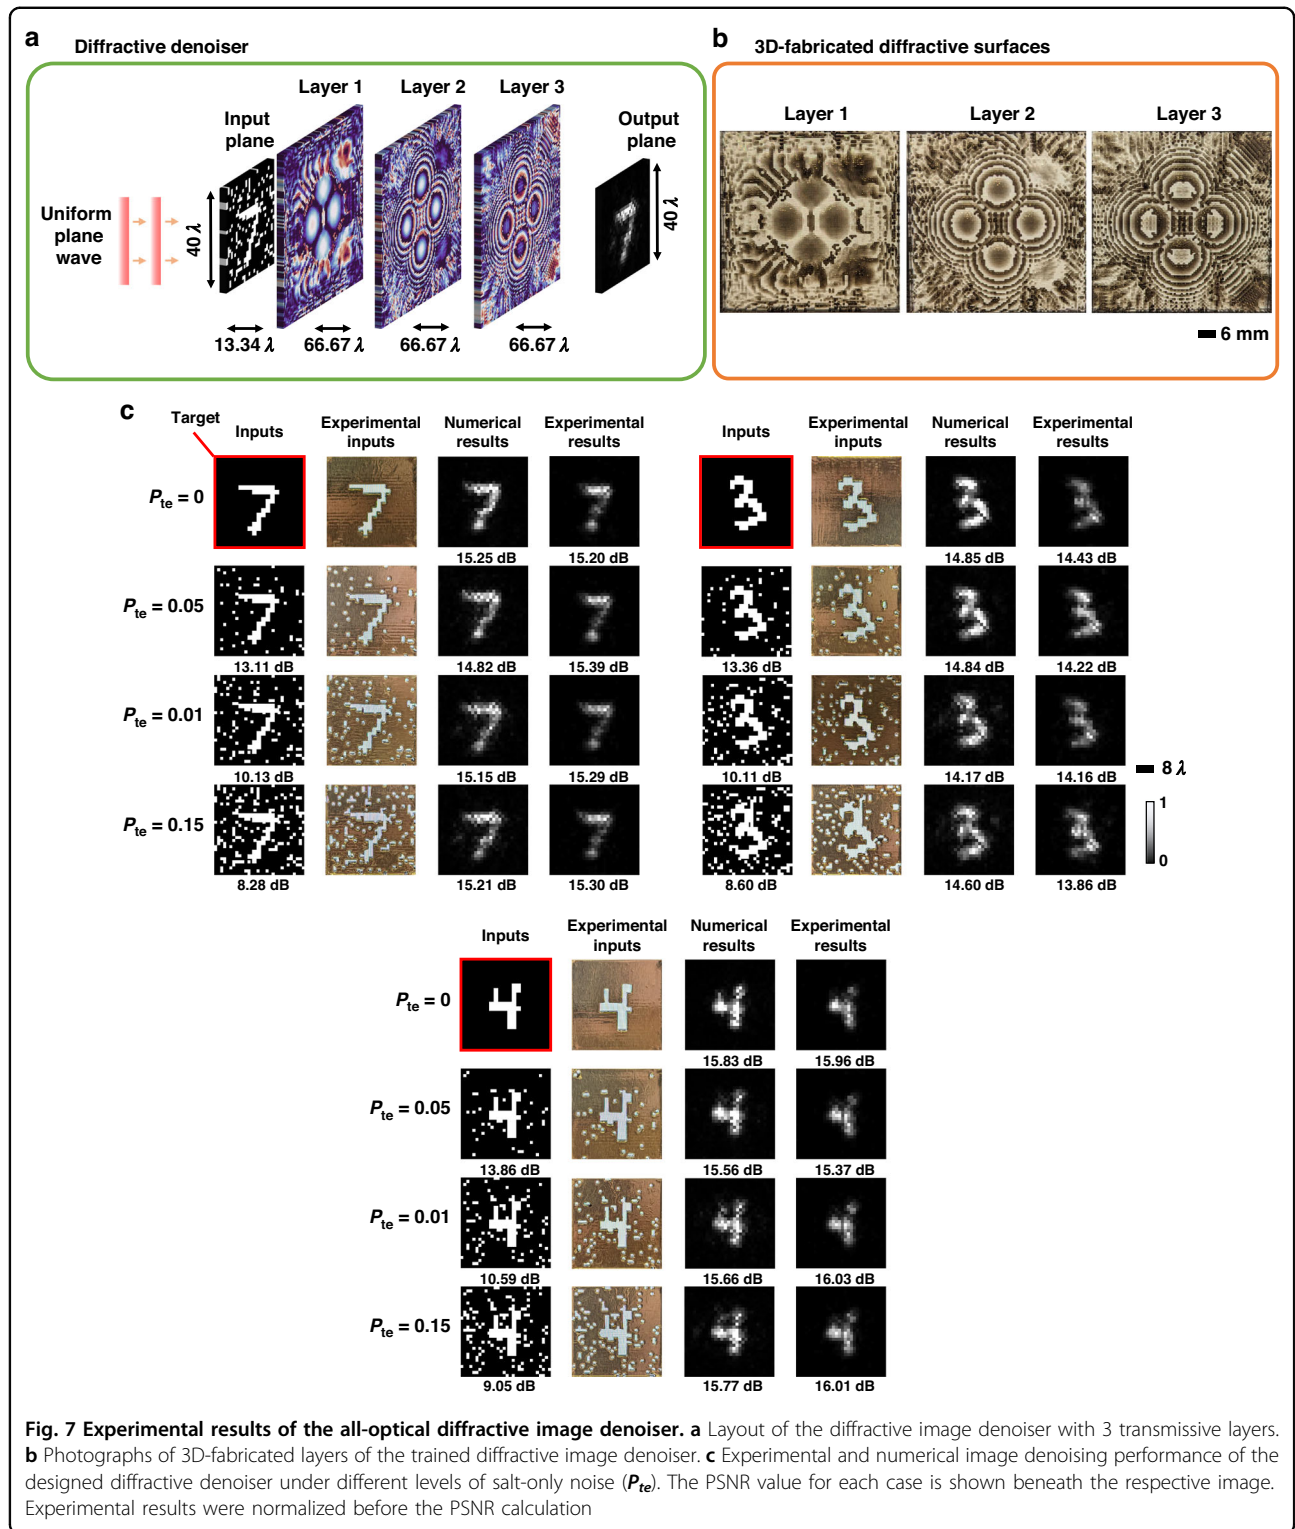 a
Diffractive denoiser
Layer 1
Layer 2
Layer 3
Input plane
Output plane
Uniform plane wave
40 λ
40 λ
13.34 λ
66.67 λ
66.67 λ
66.67 λ
b
3D-fabricated diffractive surfaces
Layer 1
Layer 2
Layer 3
6 mm
c
Target
Inputs
Experimental inputs
Numerical results
Experimental results
Pte = 0
15.25 dB
15.20 dB
Pte = 0.05
13.11 dB
14.82 dB
15.39 dB
Pte = 0.01
10.13 dB
15.15 dB
15.29 dB
Pte = 0.15
8.28 dB
15.21 dB
15.30 dB
Inputs
Experimental inputs
Numerical results
Experimental results
14.85 dB
14.43 dB
13.36 dB
14.84 dB
14.22 dB
10.11 dB
14.17 dB
14.16 dB
8.60 dB
14.60 dB
13.86 dB
8 λ
1
0
Inputs
Experimental inputs
Numerical results
Experimental results
Pte = 0
15.83 dB
15.96 dB
Pte = 0.05
13.86 dB
15.56 dB
15.37 dB
Pte = 0.01
10.59 dB
15.66 dB
16.03 dB
Pte = 0.15
9.05 dB
15.77 dB
16.01 dB
Fig. 7 Experimental results of the all-optical diffractive image denoiser. a Layout of the diffractive image denoiser with 3 transmissive layers.
b Photographs of 3D-fabricated layers of the trained diffractive image denoiser. c Experimental and numerical image denoising performance of the
designed diffractive denoiser under different levels of salt-only noise (Pte). The PSNR value for each case is shown beneath the respective image.
Experimental results were normalized before the PSNR calculation